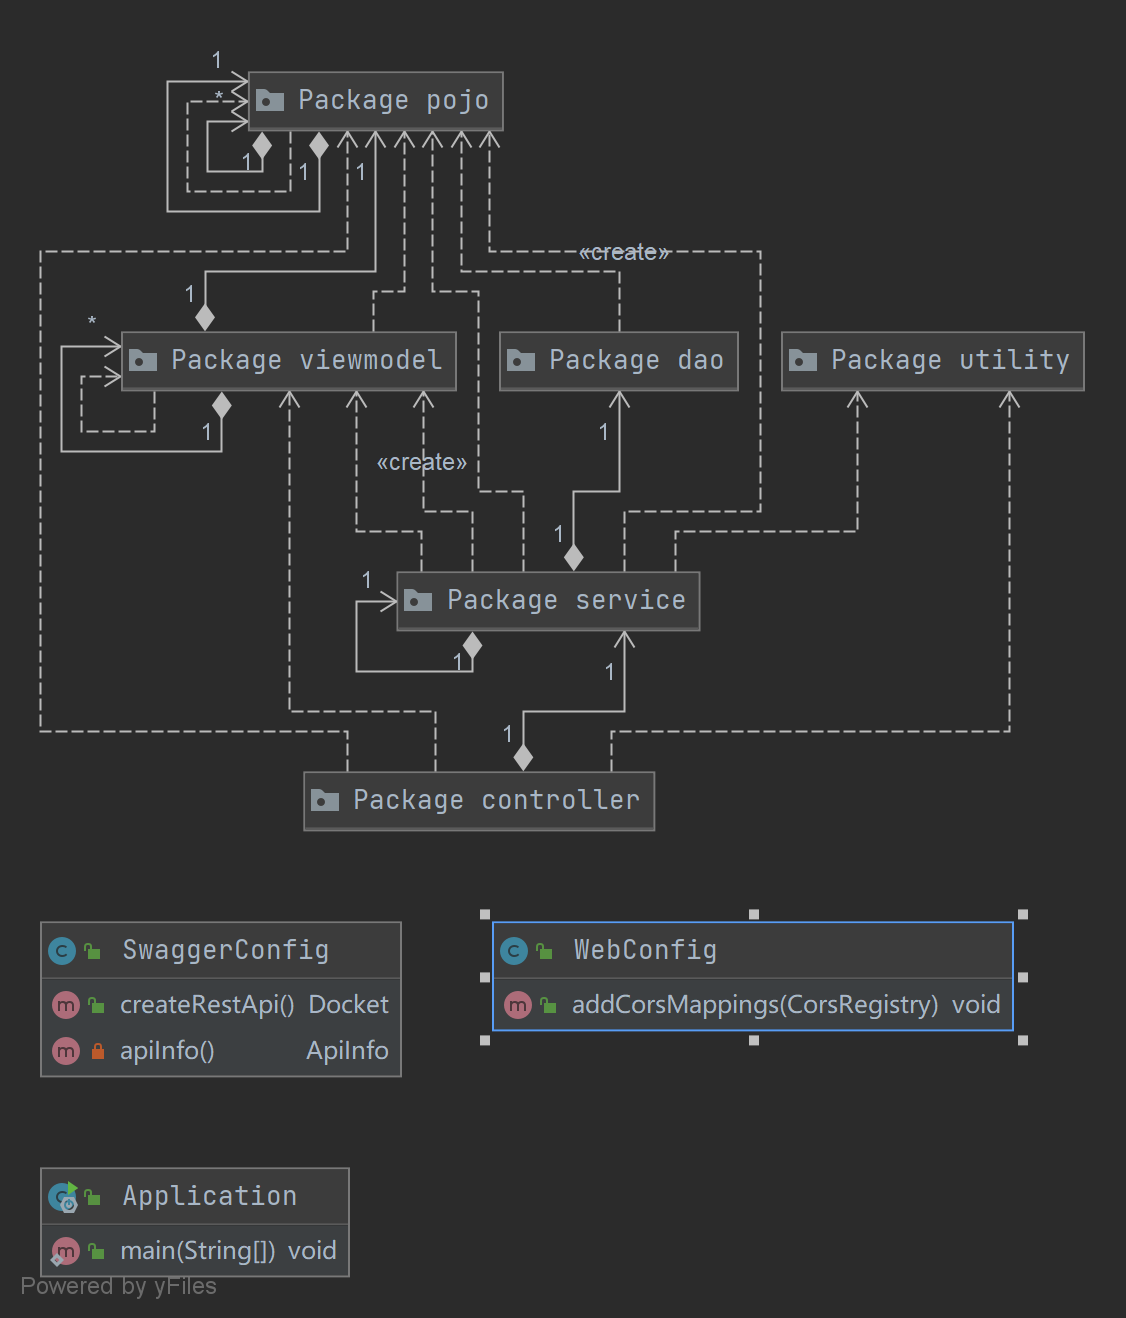 1
Package pojo
*
1
1
1
«create»
1
*
Package viewmodel
Package dao
Package utility
1
1
«create»
1
1
Package service
1
1
1
Package controller
SwaggerConfig
createRestApi() Docket
apiInfo() ApiInfo
WebConfig
addCorsMappings(CorsRegistry) void
Application
main(String[]) void
Powered by yFiles